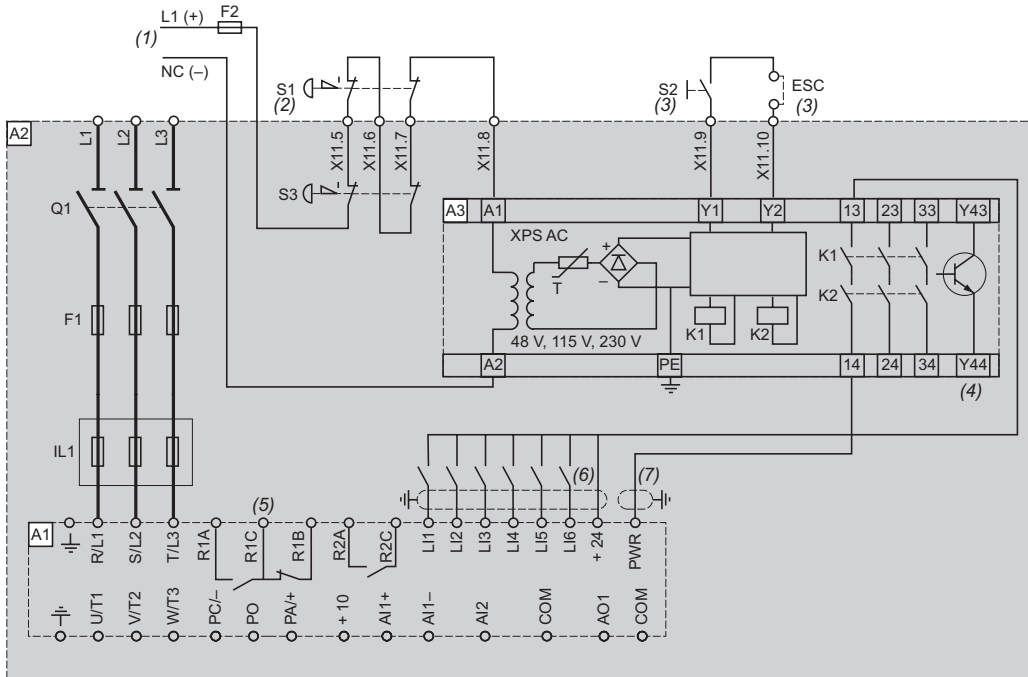 L1 (+)
F2
(1)
NC (–)
S1
(2)
S2
(3)
ESC
(3)
A2
L1
L2
L3
X11.5
X11.6
X11.7
X11.8
X11.9
X11.10
Q1
S3
A3
A1
Y1
Y2
13
23
33
Y43
XPS AC
+
–
T
K1
K2
K1
K2
F1
48 V, 115 V, 230 V
A2
PE
14
24
34
Y44
(4)
IL1
(5)
(6)
(7)
A1
R/L1
S/L2
T/L3
R1A
R1C
R1B
R2A
R2C
LI1
LI2
LI3
LI4
LI5
LI6
+ 24
PWR
U/T1
V/T2
W/T3
PC/–
PO
PA/+
+ 10
AI1+
AI1–
AI2
COM
AO1
COM